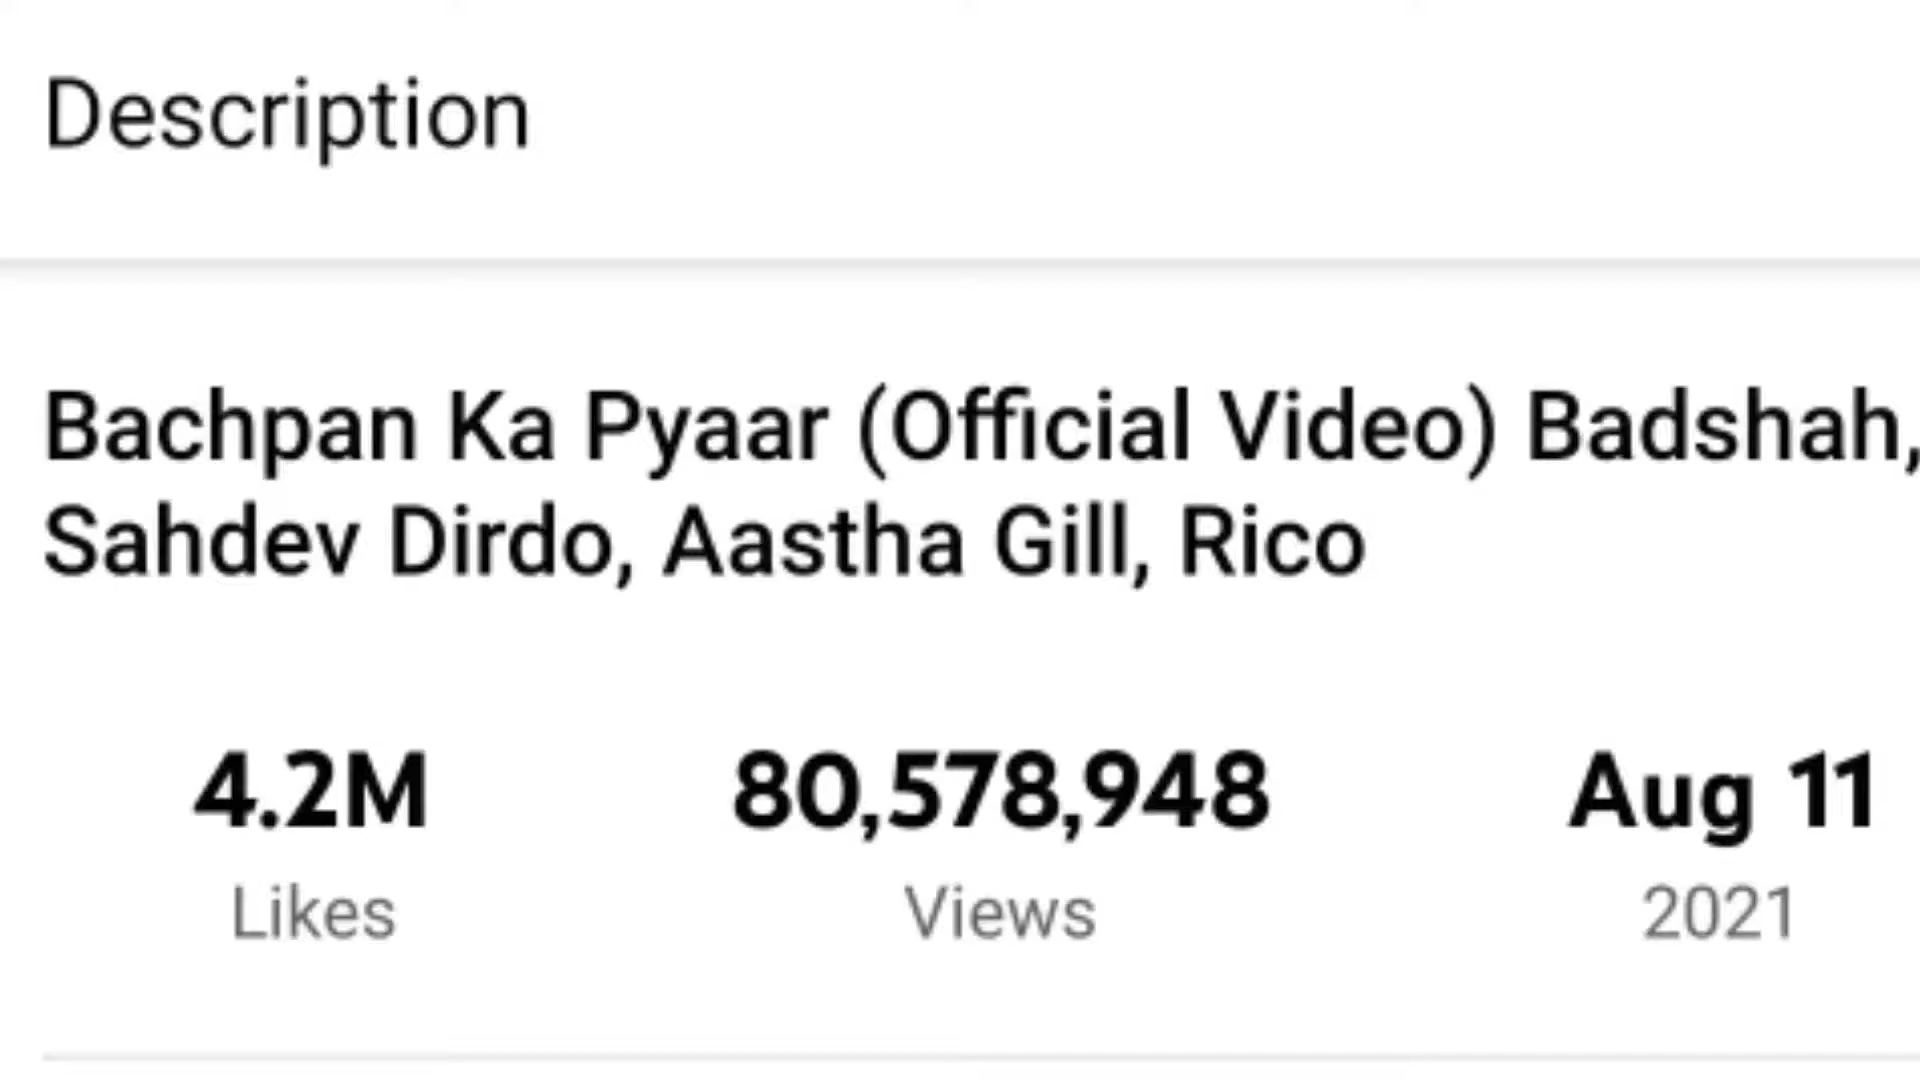 Description
Bachpan Ka Pyaar (Official Video) Badshah,
Sahdev Dirdo, Aastha Gill, Rico
4.2M 80,578,948 Aug 11
Likes Views 2021